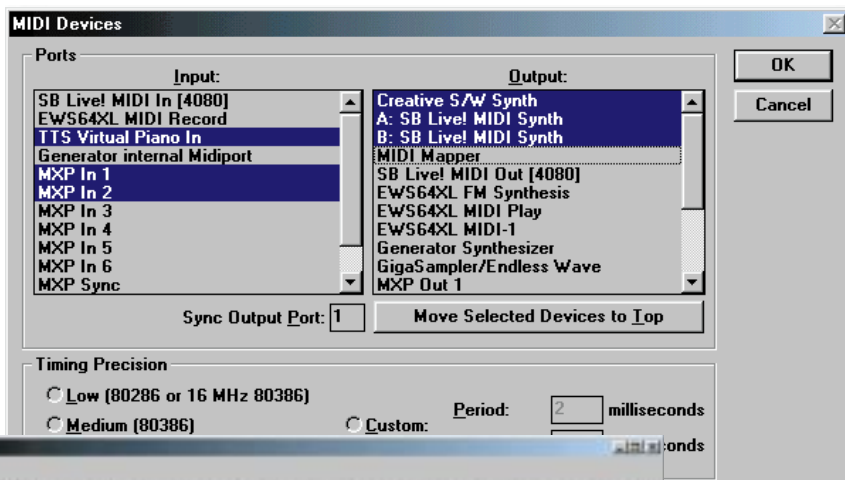 MIDI Devices
Ports
Input:
Output:
OK
Cancel
SB Live! MIDI In [4080]
EWS64XL MIDI Record
TTS Virtual Piano In
Generator internal Midiport
MXP In 1
MXP In 2
MXP In 3
MXP In 4
MXP In 5
MXP In 6
MXP Sync
Creative S/W Synth
A: SB Live! MIDI Synth
B: SB Live! MIDI Synth
MIDI Mapper
SB Live! MIDI Out [4080]
EWS64XL FM Synthesis
EWS64XL MIDI Play
EWS64XL MIDI-1
Generator Synthesizer
GigaSampler/Endless Wave
MXP Out 1
Sync Output Port: 1
Move Selected Devices to Top
Timing Precision
Low (80286 or 16 MHz 80386)
Medium (80386)
Custom:
Period: 2 milliseconds
onds